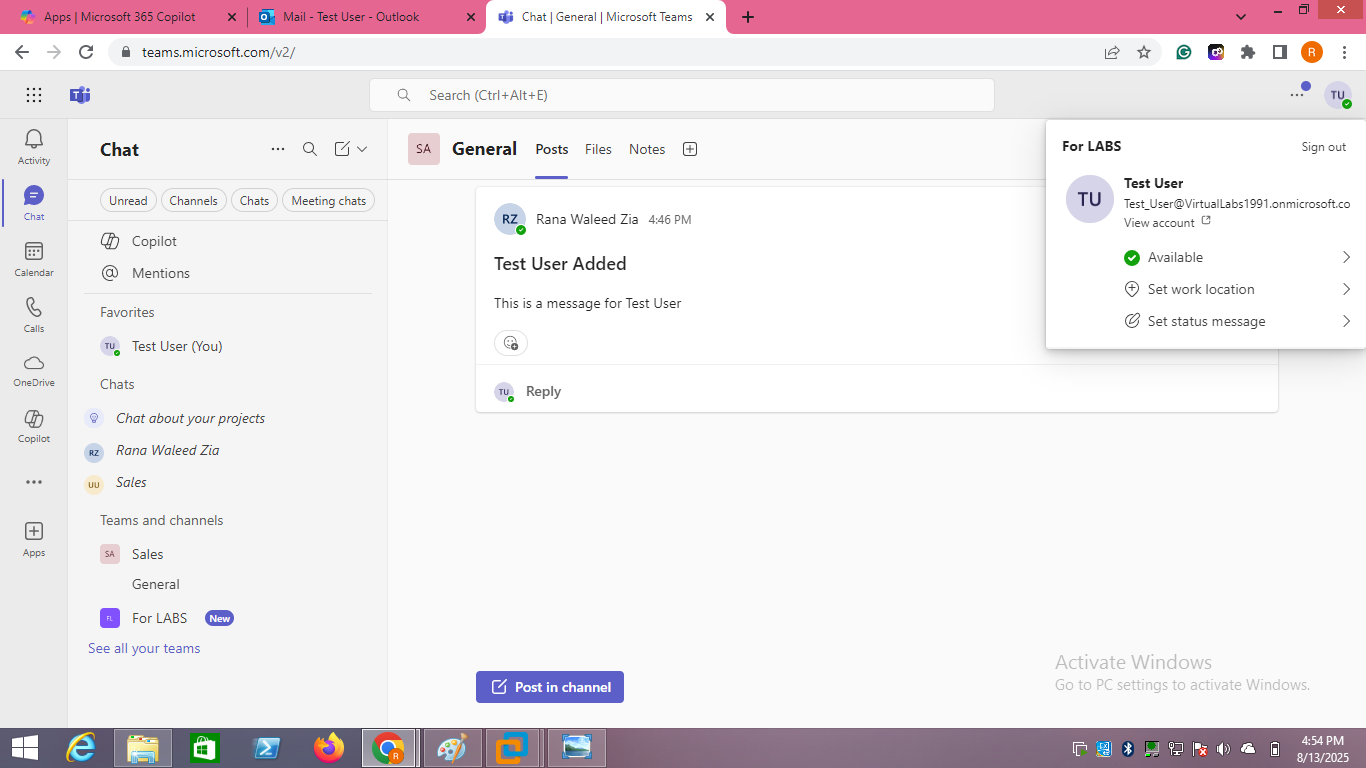 Apps | Microsoft 365 Copilot
Mail - Test User - Outlook
Chat | General | Microsoft Teams
teams.microsoft.com/v2/
R
Search (Ctrl+Alt+E)
TU
Activity
Chat
Calendar
Calls
OneDrive
Copilot
Apps
Chat
Unread
Channels
Chats
Meeting chats
Copilot
Mentions
Favorites
TU Test User (You)
Chats
Chat about your projects
RZ Rana Waleed Zia
UU Sales
Teams and channels
SA Sales
General
FL For LABS New
See all your teams
SA General Posts Files Notes
RZ Rana Waleed Zia 4:46 PM
Test User Added
This is a message for Test User
TU Reply
Post in channel
For LABS Sign out
TU
Test User
Test_User@VirtualLabs1991.onmicrosoft.co
View account
Available
Set work location
Set status message
Activate Windows
Go to PC settings to activate Windows.
R
4:54 PM
8/13/2025